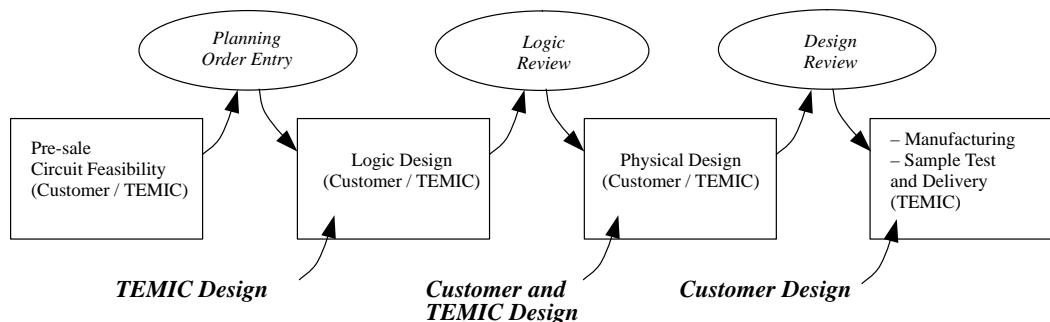 Planning
Order Entry
Logic
Review
Design
Review
Pre-sale
Circuit Feasibility
(Customer / TEMIC)
Logic Design
(Customer / TEMIC)
Physical Design
(Customer / TEMIC)
– Manufacturing
– Sample Test
and Delivery
(TEMIC)
TEMIC Design
Customer and
TEMIC Design
Customer Design